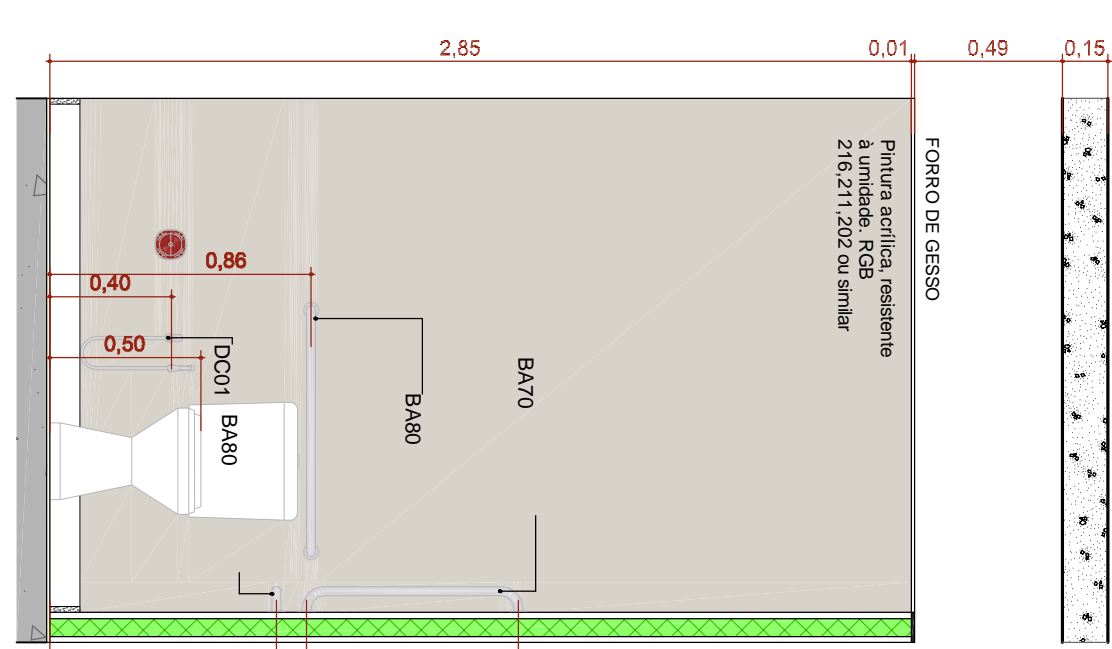 2,85
0,01
0,49
0,15
FORRO DE GESSO
Pintura acrílica, resistente
à umidade. RGB
216,211,202 ou similar
0,86
0,40
0,50
DC01
BA80
BA80
BA70